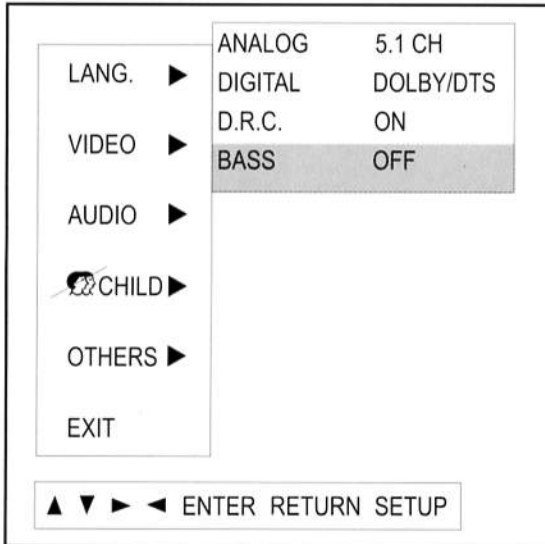 LANG. ▶
VIDEO ▶
AUDIO ▶
CHILD ▶
OTHERS ▶
EXIT
ANALOG 5.1 CH
DIGITAL DOLBY/DTS
D.R.C. ON
BASS OFF
▲ ▼ ► ◄ ENTER RETURN SETUP